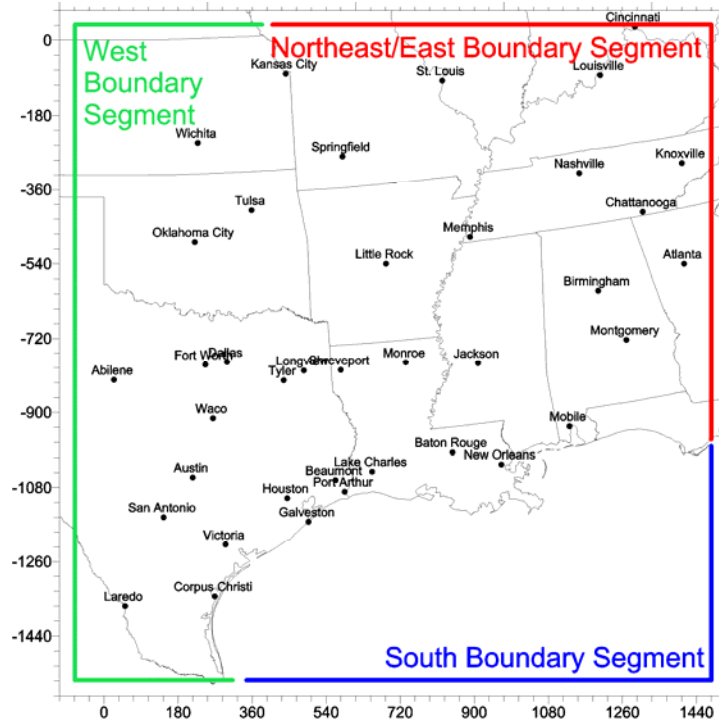 Cincinnati
0
West
Boundary
Segment
Northeast/East Boundary Segment
Kansas City
St. Louis
Louisville
-180
Wichita
Springfield
Nashville
Knoxville
-360
Tulsa
Chattanooga
Oklahoma City
Memphis
Little Rock
Atlanta
-540
Birmingham
Montgomery
-720
Fort Worth
Dallas
Longview
Shreveport
Monroe
Jackson
Abilene
Tyler
-900
Waco
Mobile
Baton Rouge
New Orleans
Austin
Lake Charles
Beaumont
Port Arthur
-1080
Houston
San Antonio
Galveston
Victoria
-1260
Corpus Christi
Laredo
-1440
South Boundary Segment
0 180 360 540 720 900 1080 1260 1440